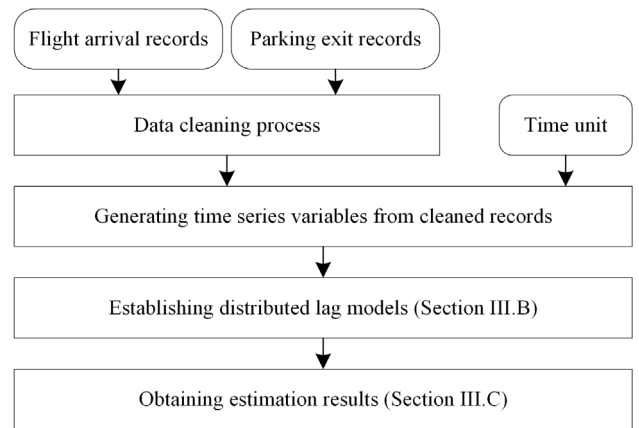 Flight arrival records
Parking exit records
Data cleaning process
Time unit
Generating time series variables from cleaned records
Establishing distributed lag models (Section III.B)
Obtaining estimation results (Section III.C)